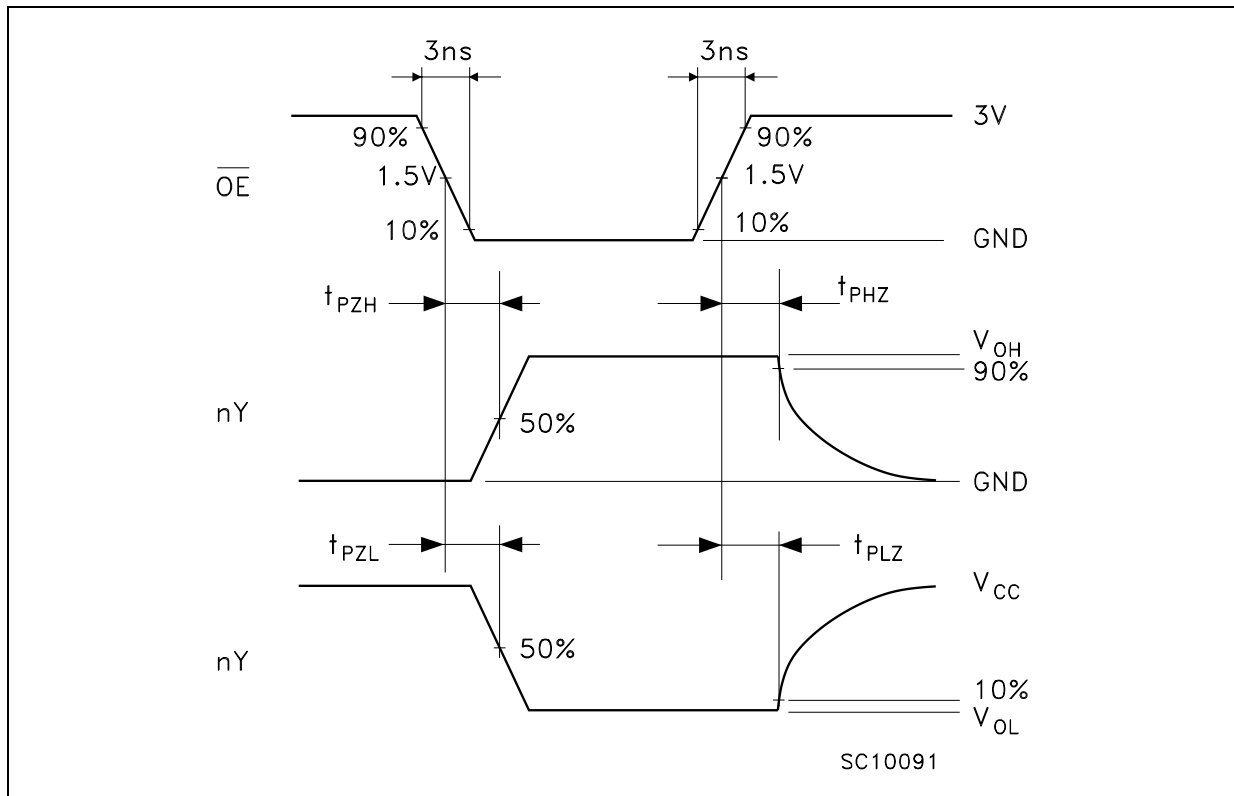 3ns 3ns
3V
90% 90%
O̅E̅ 1.5V 1.5V
10% 10%
GND
tPZH tPHZ
VOH
90%
nY 50%
GND
tPZL tPLZ
VCC
50%
nY
10%
VOL
SC10091